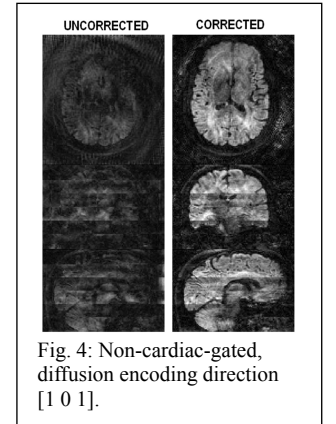 UNCORRECTED CORRECTED
Fig. 4: Non-cardiac-gated,
diffusion encoding direction
[1 0 1].